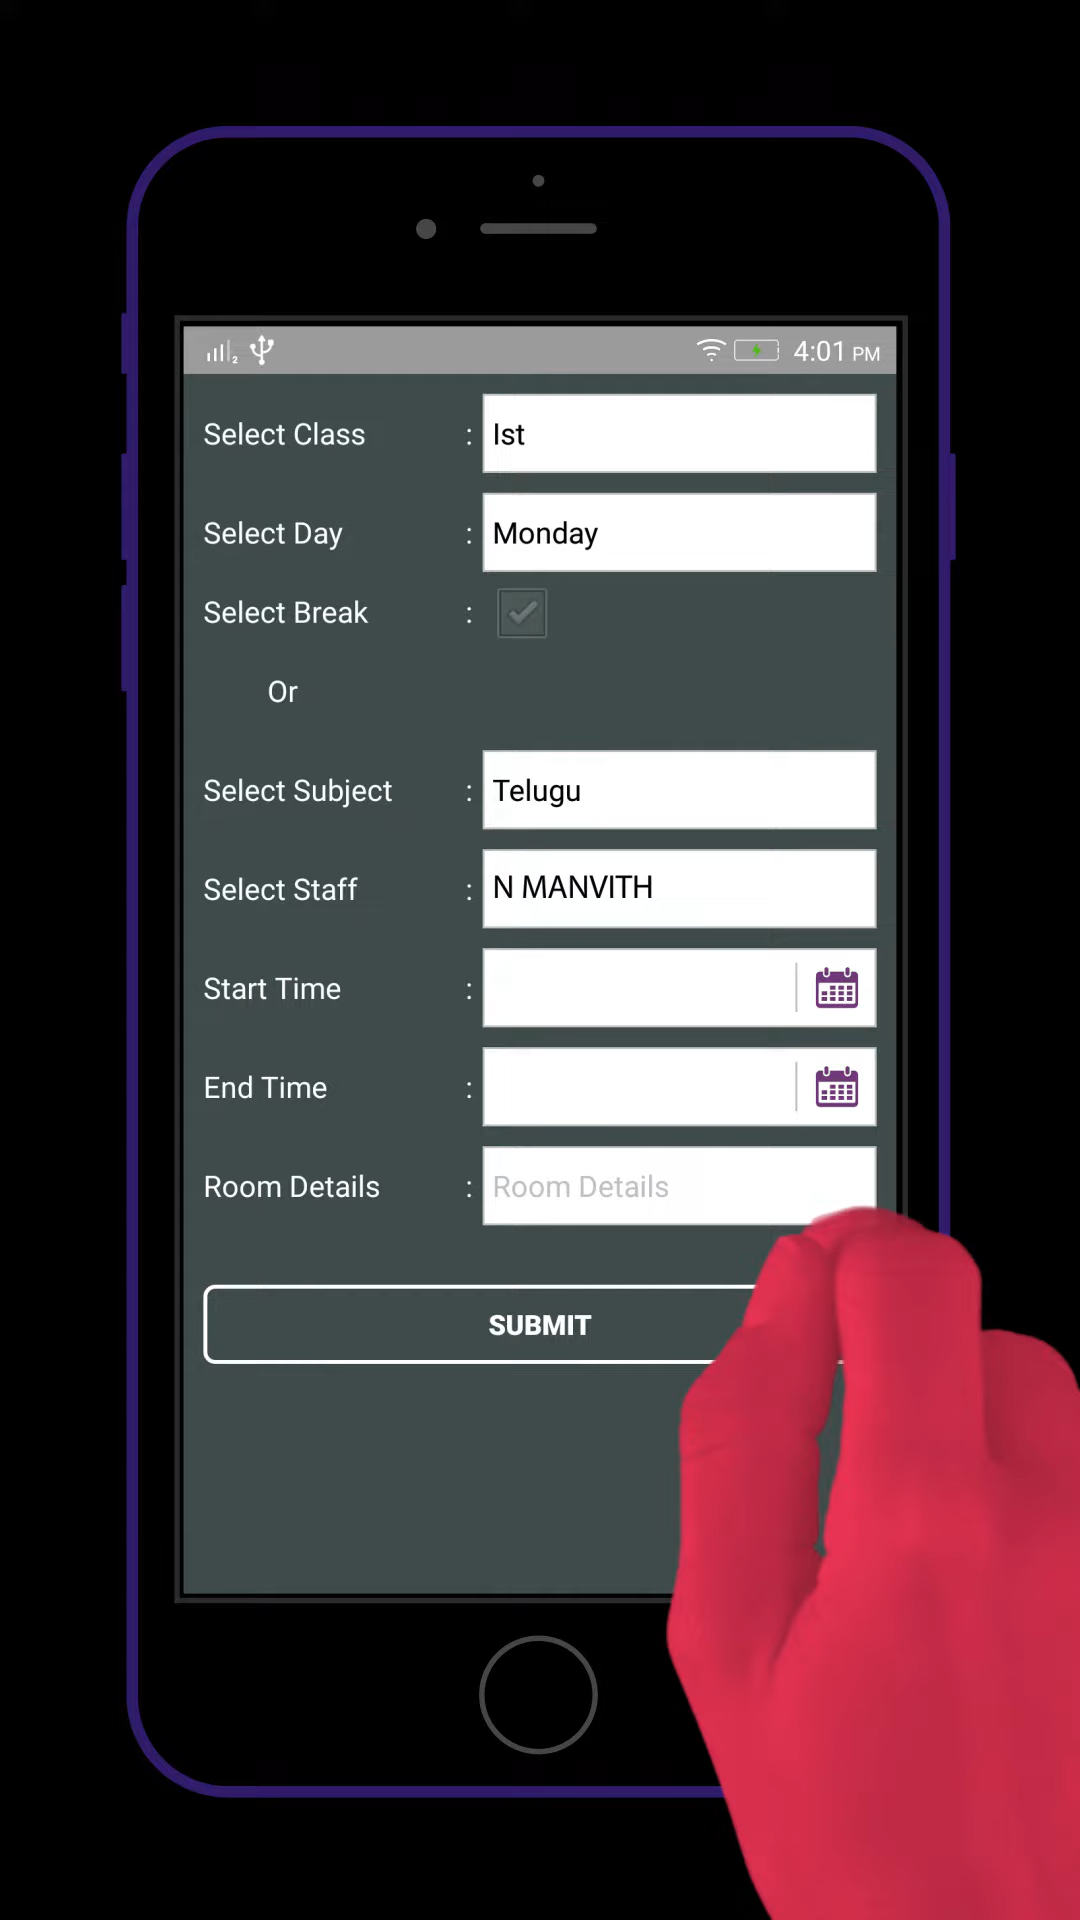 2 4:01 PM
Select Class : Ist
Select Day : Monday
Select Break :
Or
Select Subject : Telugu
Select Staff : N MANVITH
Start Time :
End Time :
Room Details : Room Details
SUBMIT